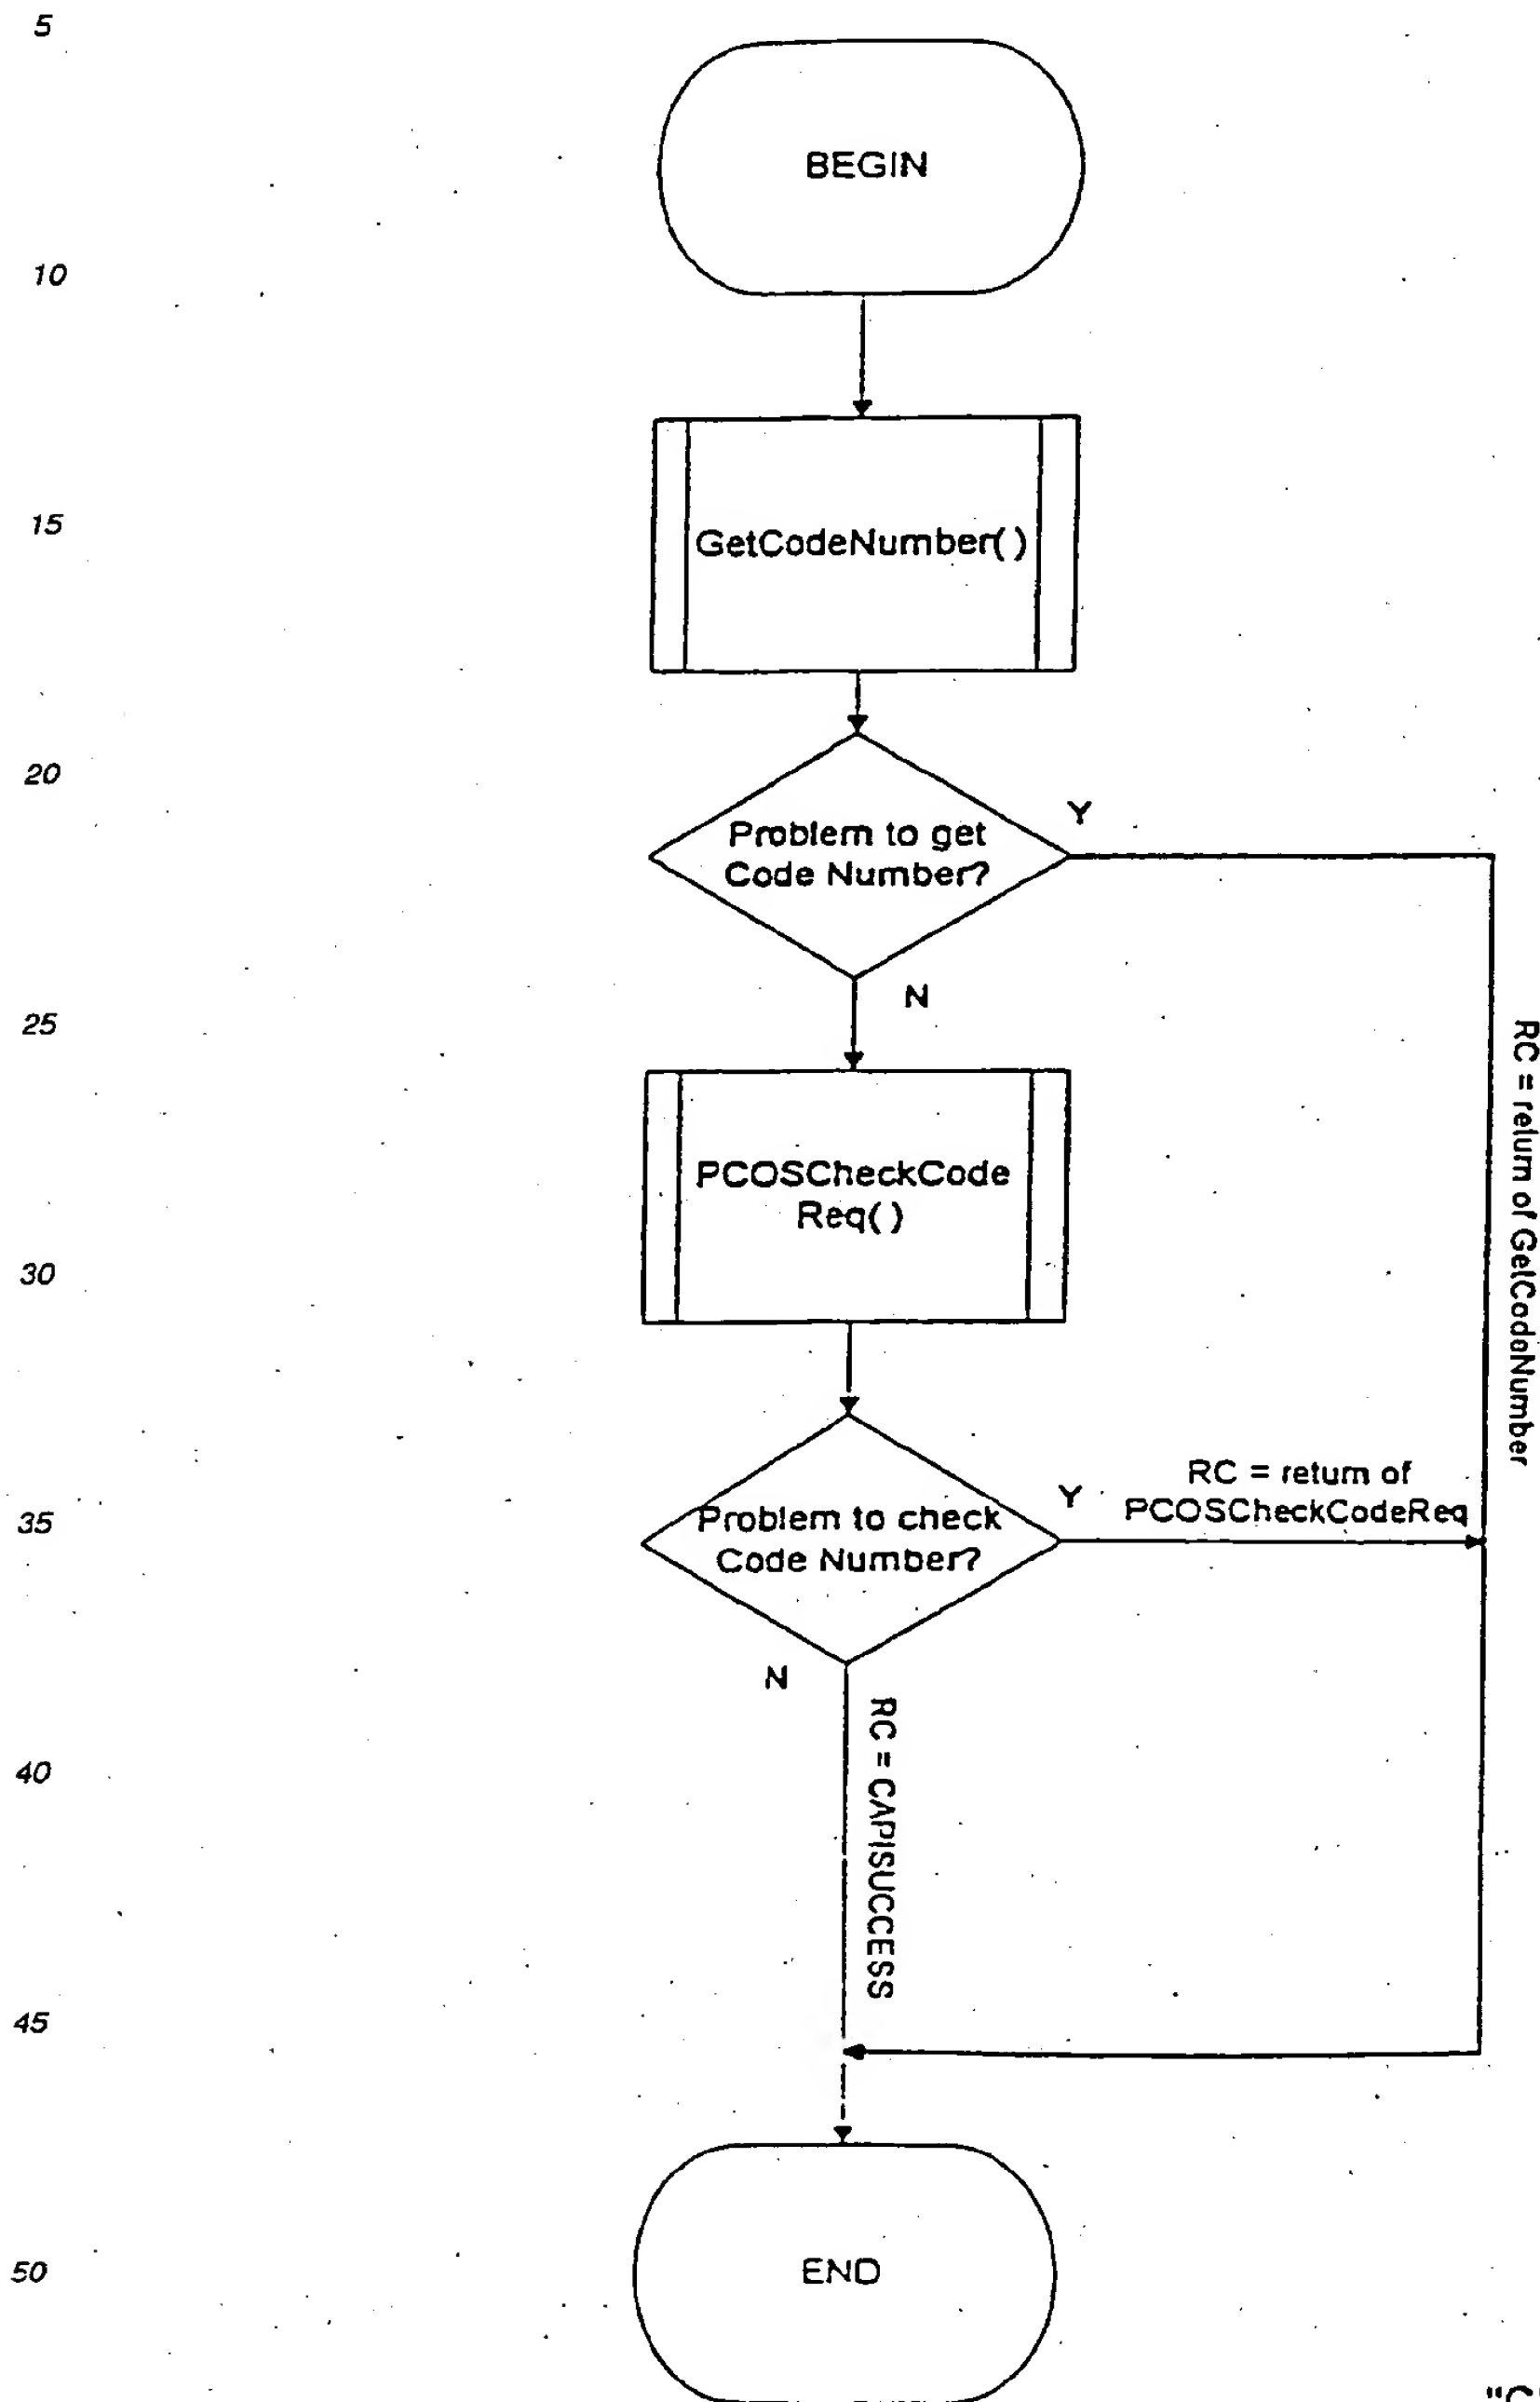 5
BEGIN
10
GetCodeNumber()
15
20
Y
Problem to get
Code Number?
N
25
RC = return of GetCodeNumber
PCOSCheckCode
Req()
30
RC = return of
Y
PCOSCheckCodeReq
Problem to check
35
Code Number?
N
RC = CAPISUCCESS
40
45
END
50